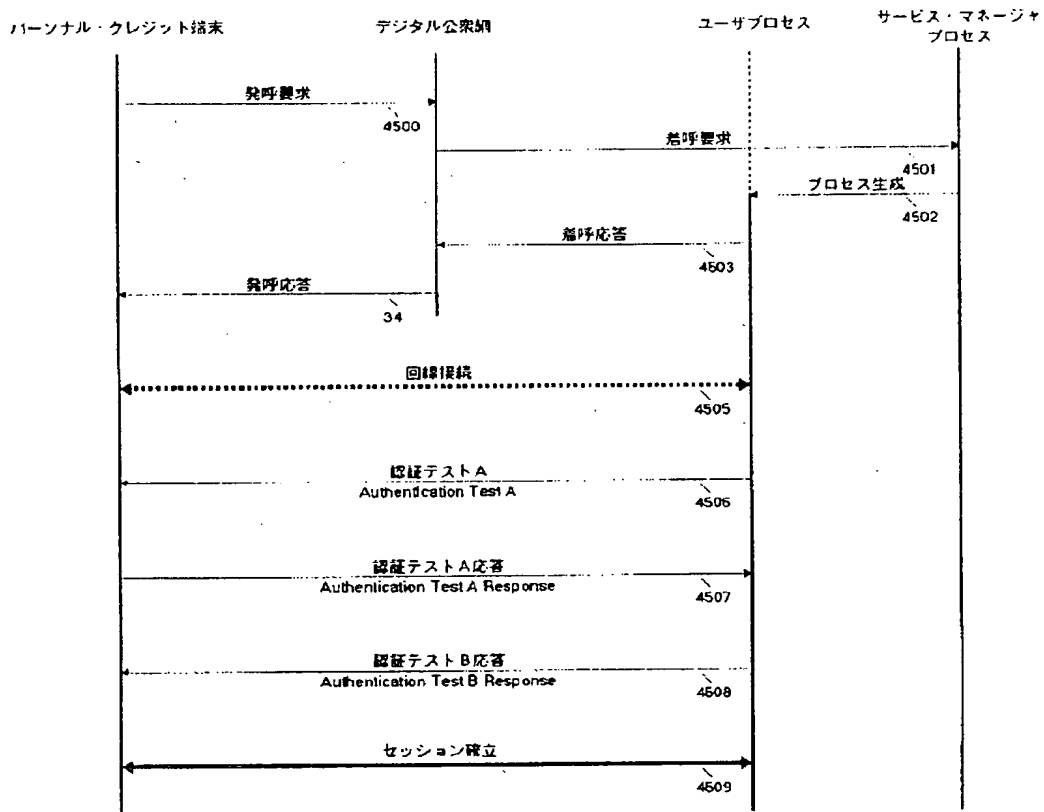 パーソナル・クレジット端末
デジタル公衆網
ユーザプロセス
サービス・マネージャ
プロセス
発呼要求
4500
着呼要求
4501
プロセス生成
4502
着呼応答
4503
発呼応答
34
回線接続
4505
認証テストA
Authentication Test A
4506
認証テストA応答
Authentication Test A Response
4507
認証テストB応答
Authentication Test B Response
4508
セッション確立
4509